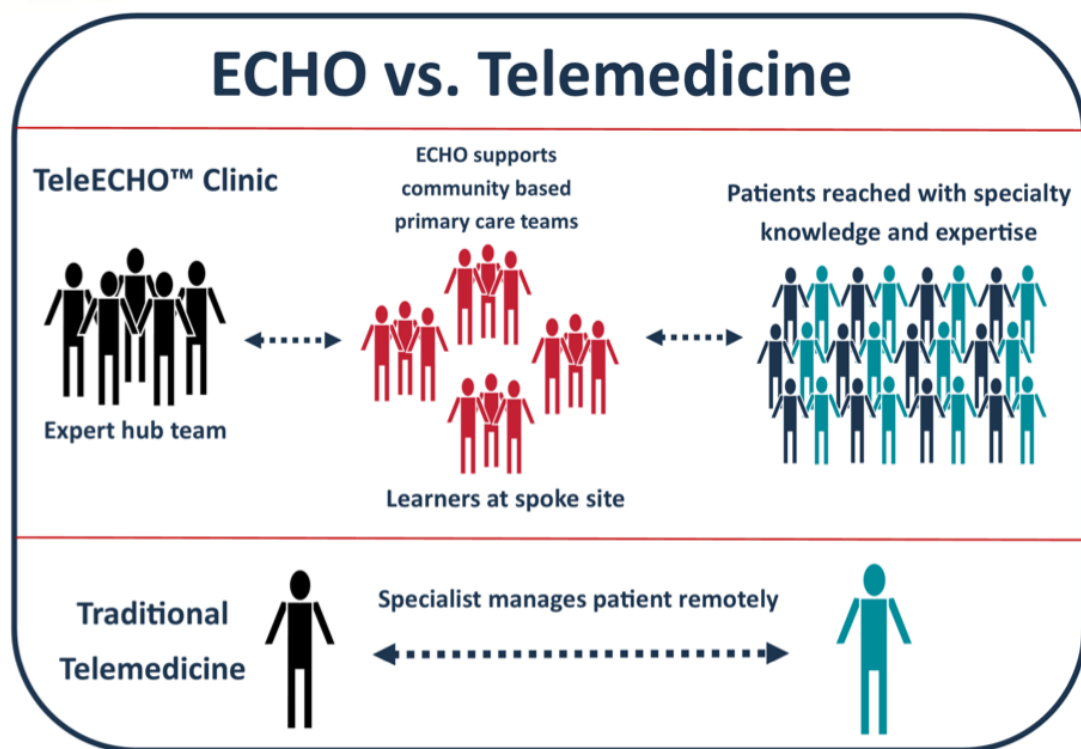 ECHO vs. Telemedicine
TeleECHO™ Clinic
ECHO supports
community based
primary care teams
Patients reached with specialty
knowledge and expertise
Expert hub team
Learners at spoke site
Traditional
Telemedicine
Specialist manages patient remotely